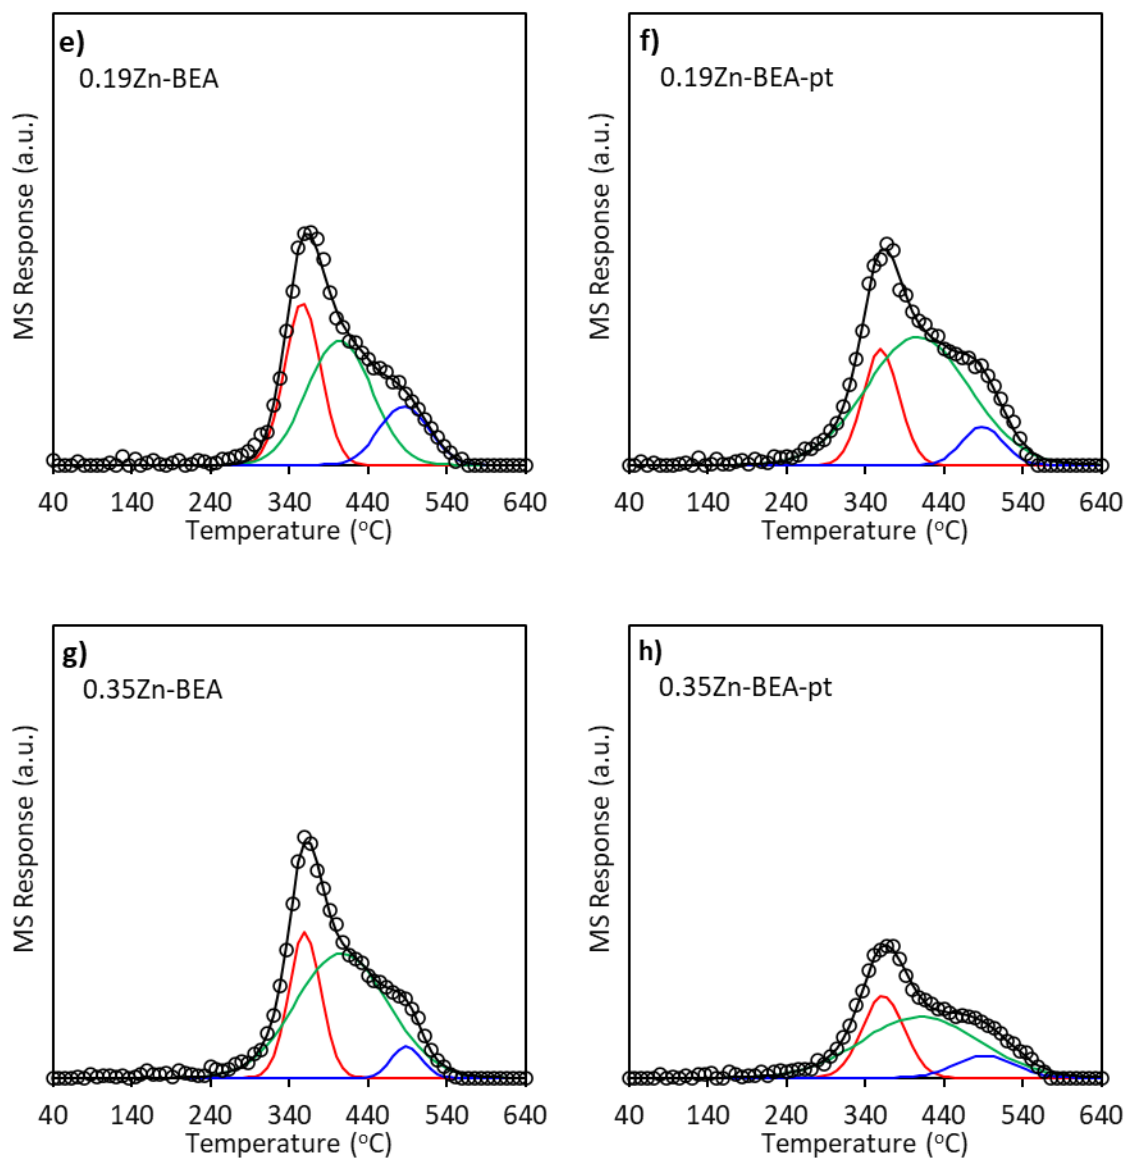 e)
0.19Zn-BEA
MS Response (a.u.)
40 140 240 340 440 540 640
Temperature (°C)
f)
0.19Zn-BEA-pt
MS Response (a.u.)
40 140 240 340 440 540 640
Temperature (°C)
g)
0.35Zn-BEA
MS Response (a.u.)
40 140 240 340 440 540 640
Temperature (°C)
h)
0.35Zn-BEA-pt
MS Response (a.u.)
40 140 240 340 440 540 640
Temperature (°C)